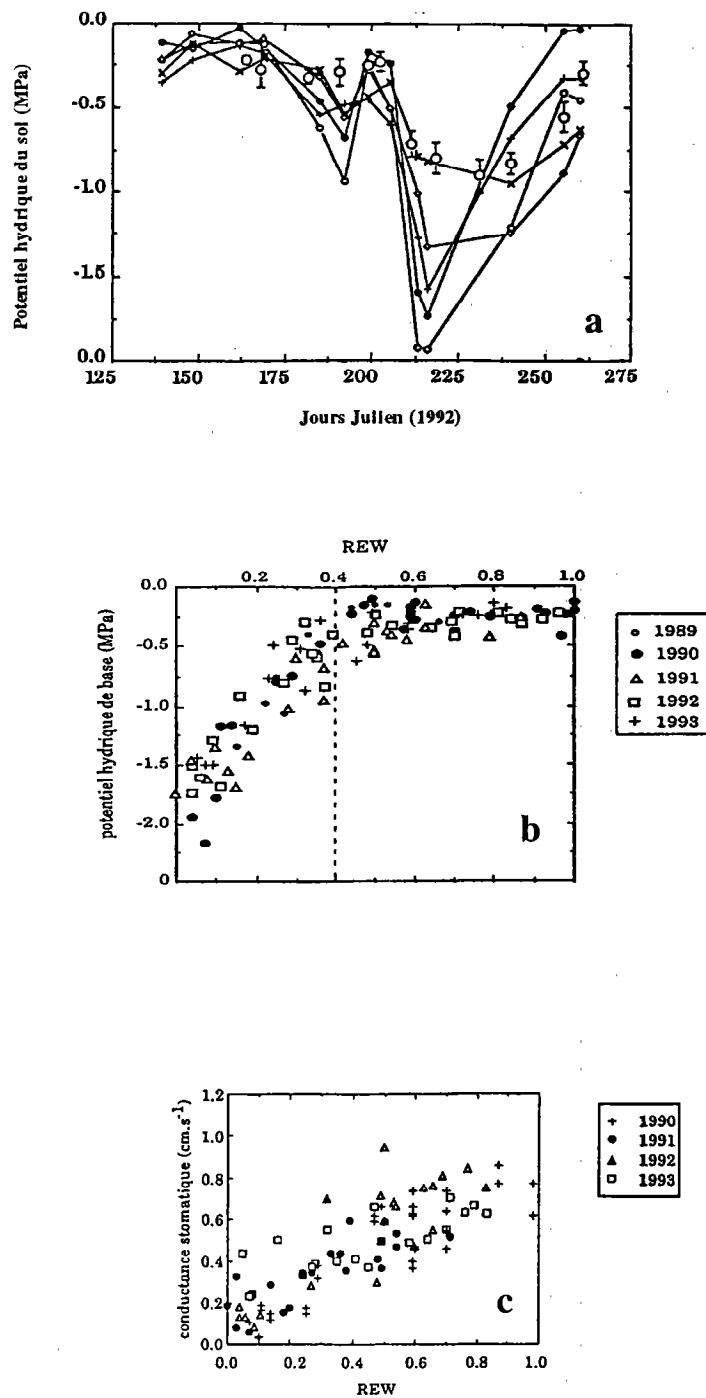 0.0
-0.5
-1.0
-1.5
0.0
Potentiel hydrique du sol (MPa)
a
125 150 175 200 225 250 275
Jours Julien (1992)
REW
0.2 0.4 0.6 0.8 1.0
0.0
-0.5
-1.0
-1.5
-2.0
0
potentiel hydrique de base (MPa)
b
1989
1990
1991
1992
1993
1.2
1.0
0.8
0.6
0.4
0.2
0.0
conductance stomatique (cm.s⁻¹)
c
0.0 0.2 0.4 0.6 0.8 1.0
REW
1990
1991
1992
1993